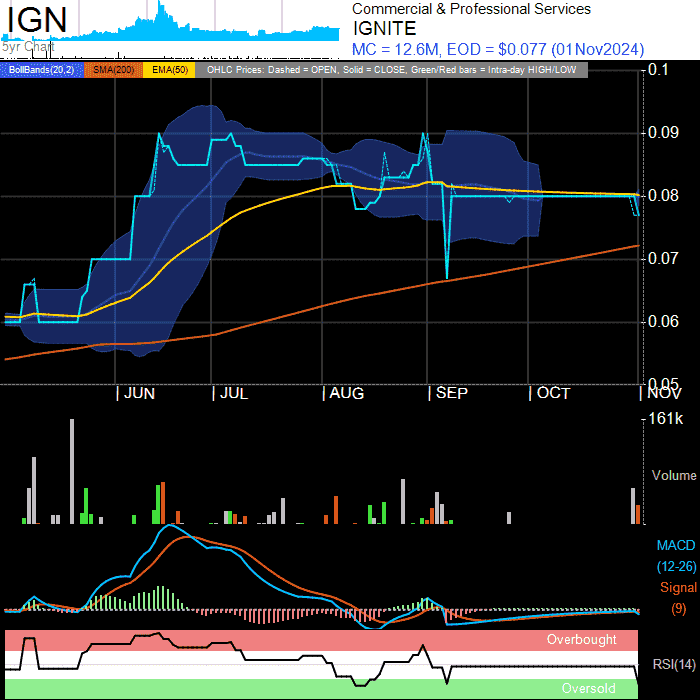 IGN
5yr Chart
Commercial & Professional Services
IGNITE
MC = 12.6M, EOD = $0.077 (01Nov2024)
BollBands(20,2) SMA(200) EMA(50) OHLC Prices: Dashed = OPEN, Solid = CLOSE, Green/Red bars = Intra-day HIGH/LOW
0.1
0.09
0.08
0.07
0.06
0.05
| JUN | JUL | AUG | SEP | OCT | NOV
161k
Volume
MACD
(12-26)
Signal
(9)
Overbought
RSI(14)
Oversold